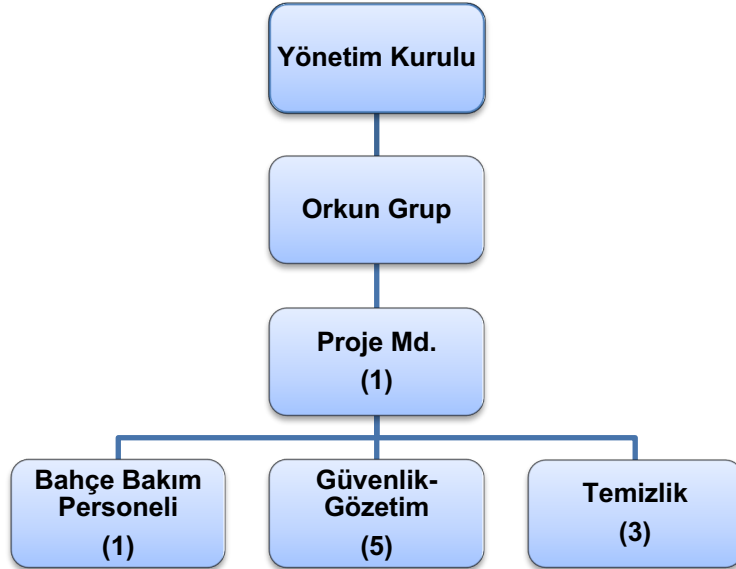 Yönetim Kurulu
Orkun Grup
Proje Md.
(1)
Bahçe Bakım
Personeli
(1)
Güvenlik-
Gözetim
(5)
Temizlik
(3)